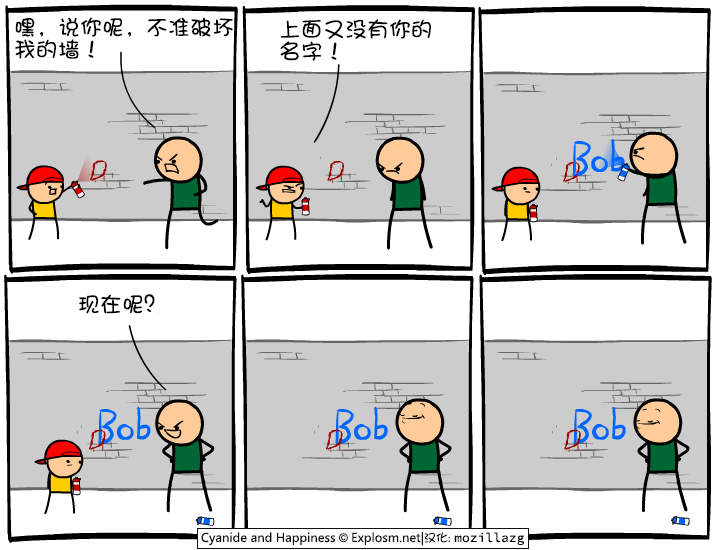 嘿，说你呢，不准破坏
我的墙！
上面又没有你的
名字！
Bob
现在呢?
Bob
Bob
Bob
Cyanide and Happiness © Explosm.net|汉化: mozillazg